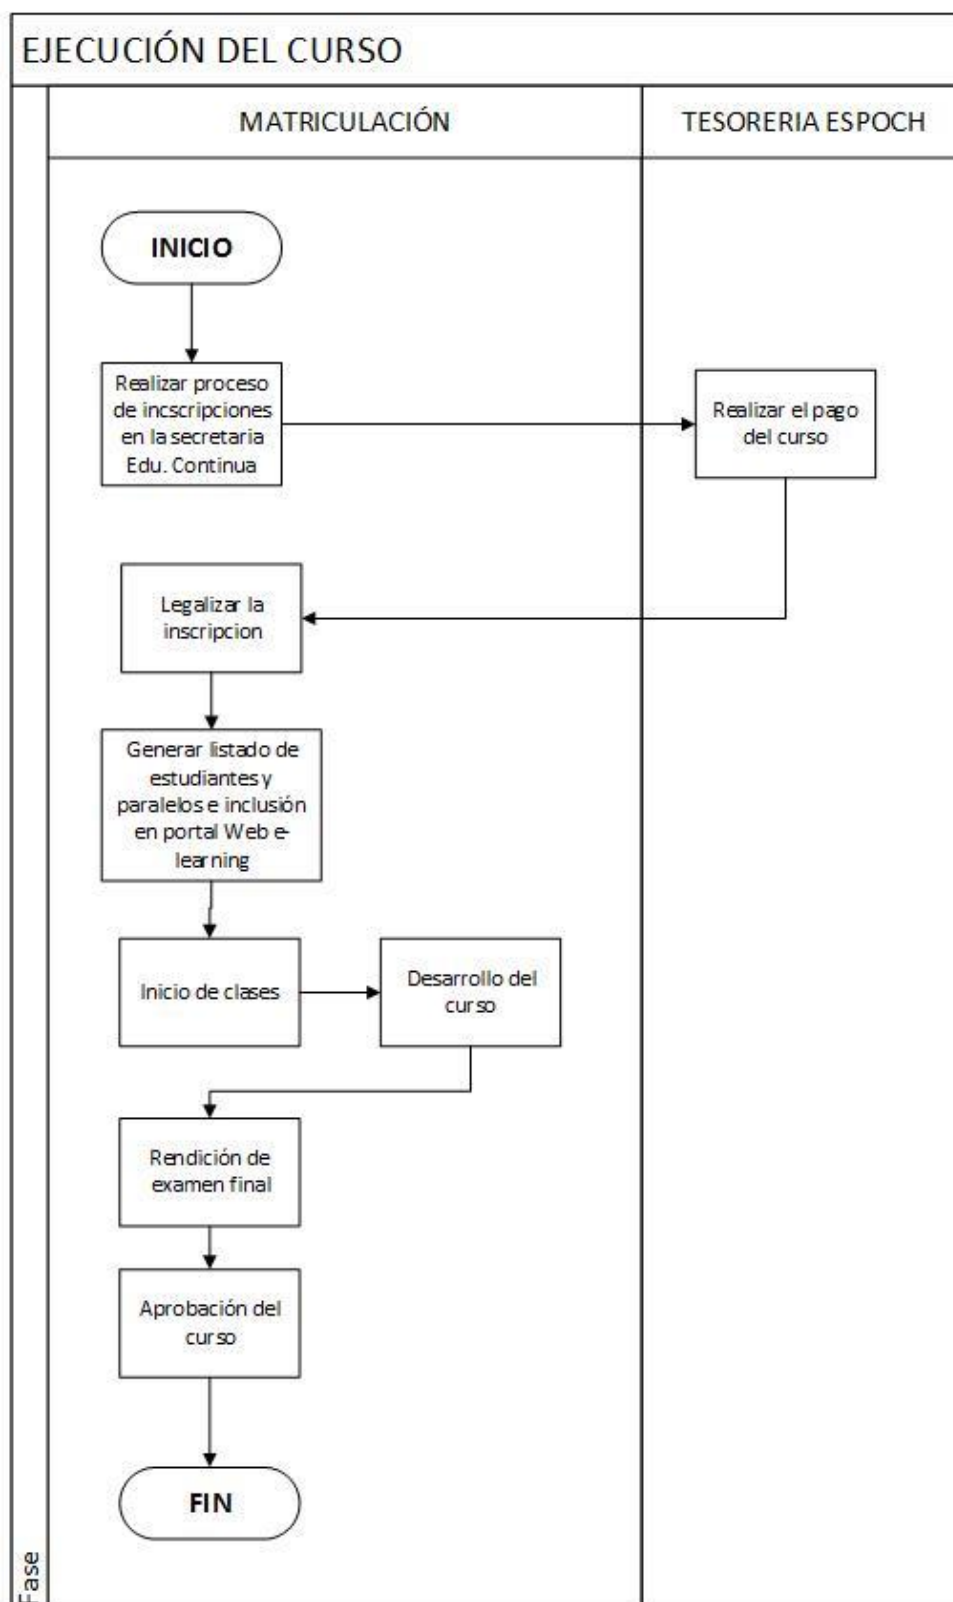 EJECUCIÓN DEL CURSO
MATRICULACIÓN
TESORERIA ESPOCH
INICIO
Realizar proceso
de incscripciones
en la secretaria
Edu. Continua
Realizar el pago
del curso
Legalizar la
inscripcion
Generar listado de
estudiantes y
paralelos e inclusión
en portal Web e-
learning
Inicio de clases
Desarrollo del
curso
Rendición de
examen final
Aprobación del
curso
FIN
Fase